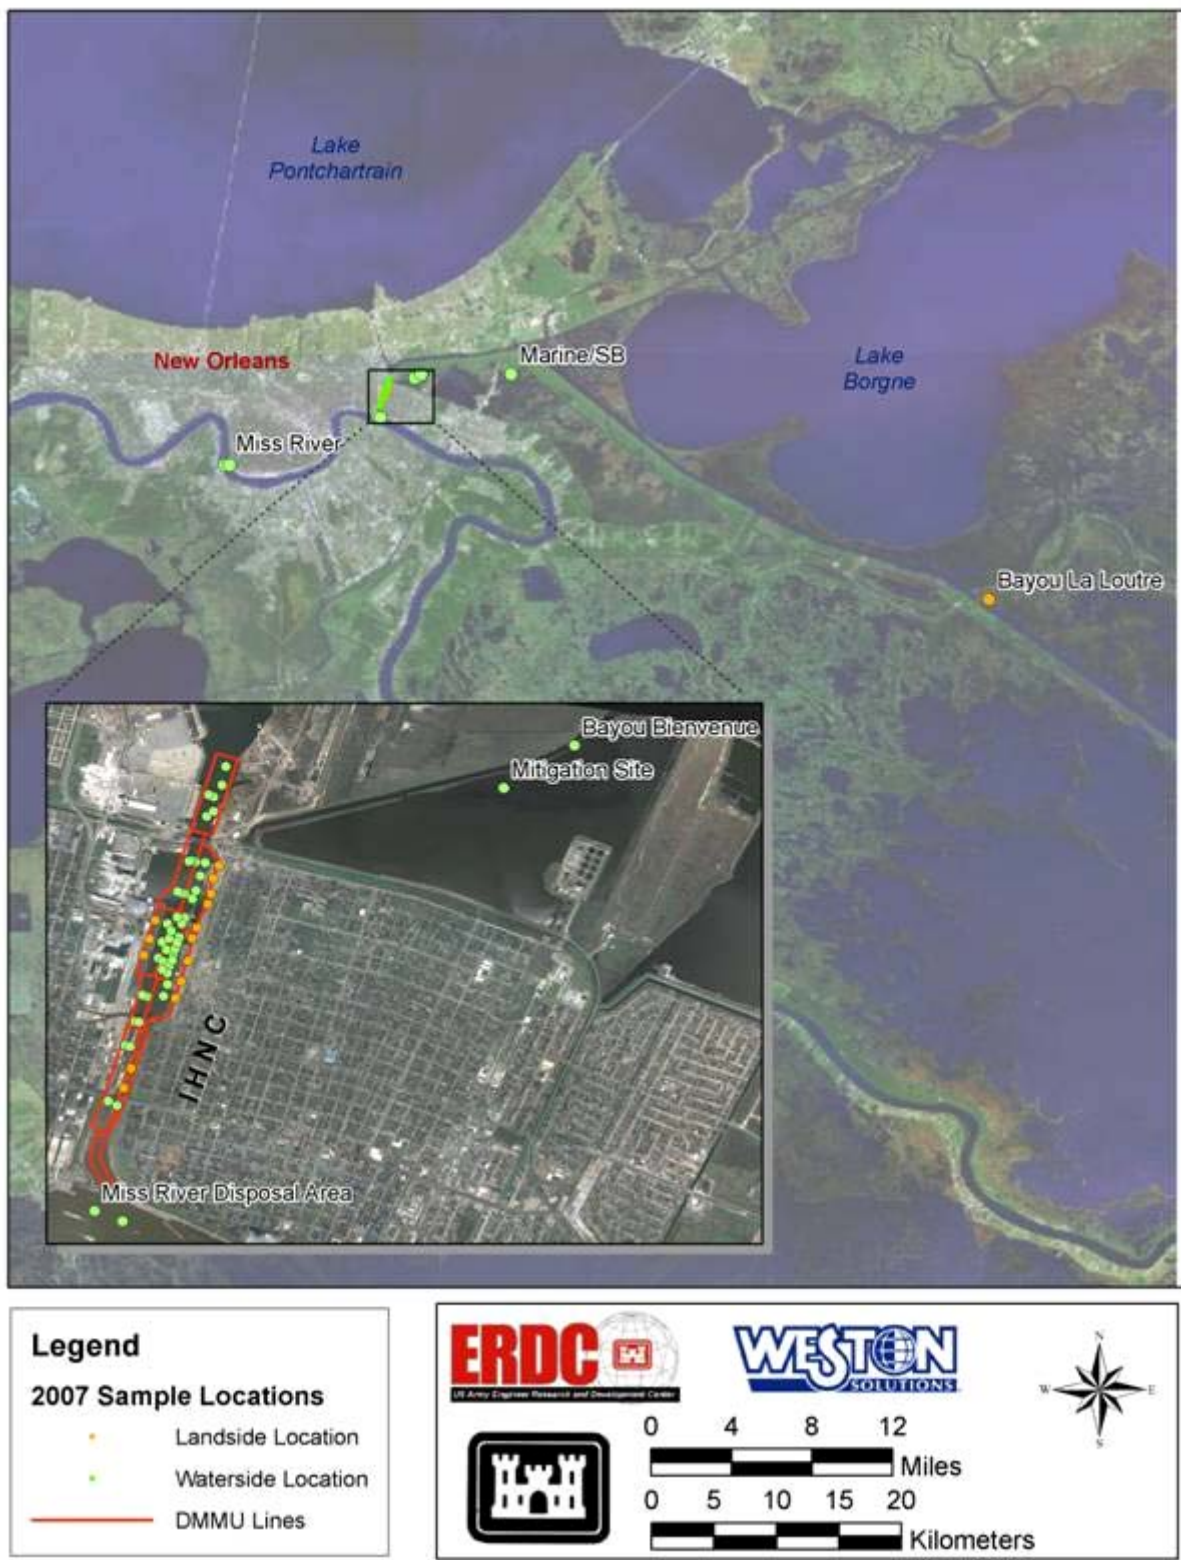 Lake
Pontchartrain
New Orleans
Marine/SB
Lake
Borgne
Miss River
Bayou La Loutre
Bayou Bienvenue
Mitigation Site
IHNC
Miss River Disposal Area
Legend
2007 Sample Locations
Landside Location
Waterside Location
DMMU Lines
ERDC
US Army Engineer Research and Development Center
WESTON
SOLUTIONS
N
W E
S
0 4 8 12
Miles
0 5 10 15 20
Kilometers